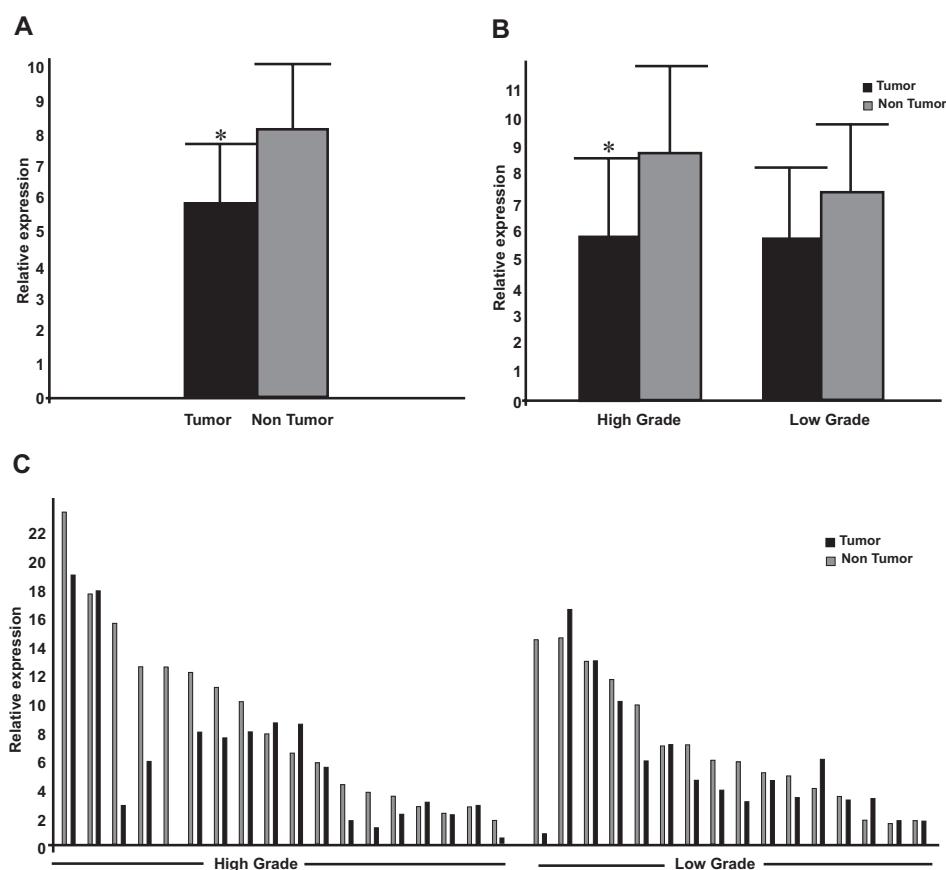 A
10
9
8
7
6
5
4
3
2
1
0
Relative expression
*
Tumor Non Tumor
B
11
10
9
8
7
6
5
4
3
2
1
0
Relative expression
*
Tumor
Non Tumor
High Grade Low Grade
C
22
20
18
16
14
12
10
8
6
4
2
0
Relative expression
Tumor
Non Tumor
High Grade Low Grade